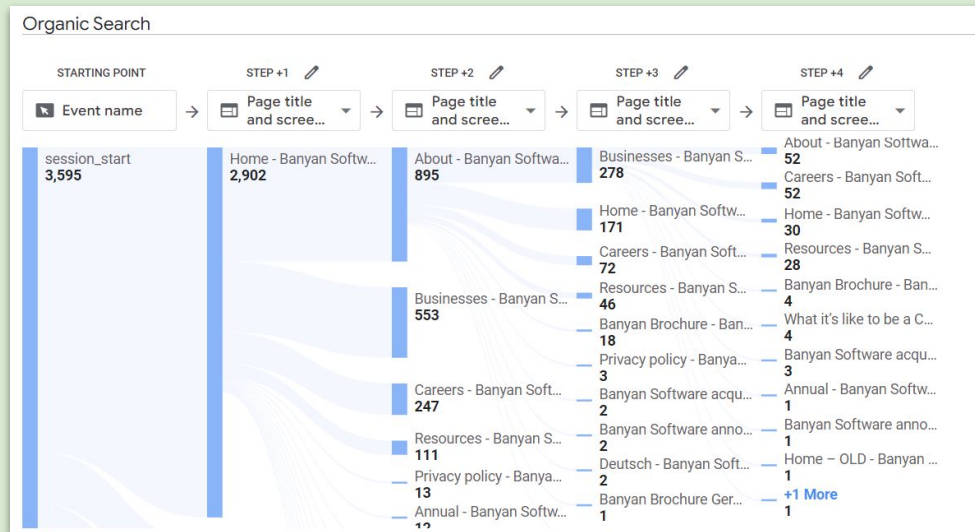 Organic Search
STARTING POINT
STEP +1
STEP +2
STEP +3
STEP +4
Event name
Page title
and scree...
Page title
and scree...
Page title
and scree...
Page title
and scree...
session_start
3,595
Home - Banyan Softw...
2,902
About - Banyan Softwa...
895
Businesses - Banyan S...
553
Careers - Banyan Soft...
247
Resources - Banyan S...
111
Privacy policy - Banya...
13
Annual - Banyan Softw...
12
Businesses - Banyan S...
278
Home - Banyan Softw...
171
Careers - Banyan Soft...
72
Resources - Banyan S...
46
Banyan Brochure - Ban...
18
Privacy policy - Banya...
3
Banyan Software acqu...
2
Banyan Software anno...
2
Deutsch - Banyan Soft...
2
Banyan Brochure Ger...
1
About - Banyan Softwa...
52
Careers - Banyan Soft...
52
Home - Banyan Softw...
30
Resources - Banyan S...
28
Banyan Brochure - Ban...
4
What it's like to be a C...
4
Banyan Software acqu...
3
Annual - Banyan Softw...
1
Banyan Software anno...
1
Home – OLD - Banyan ...
1
+1 More
1